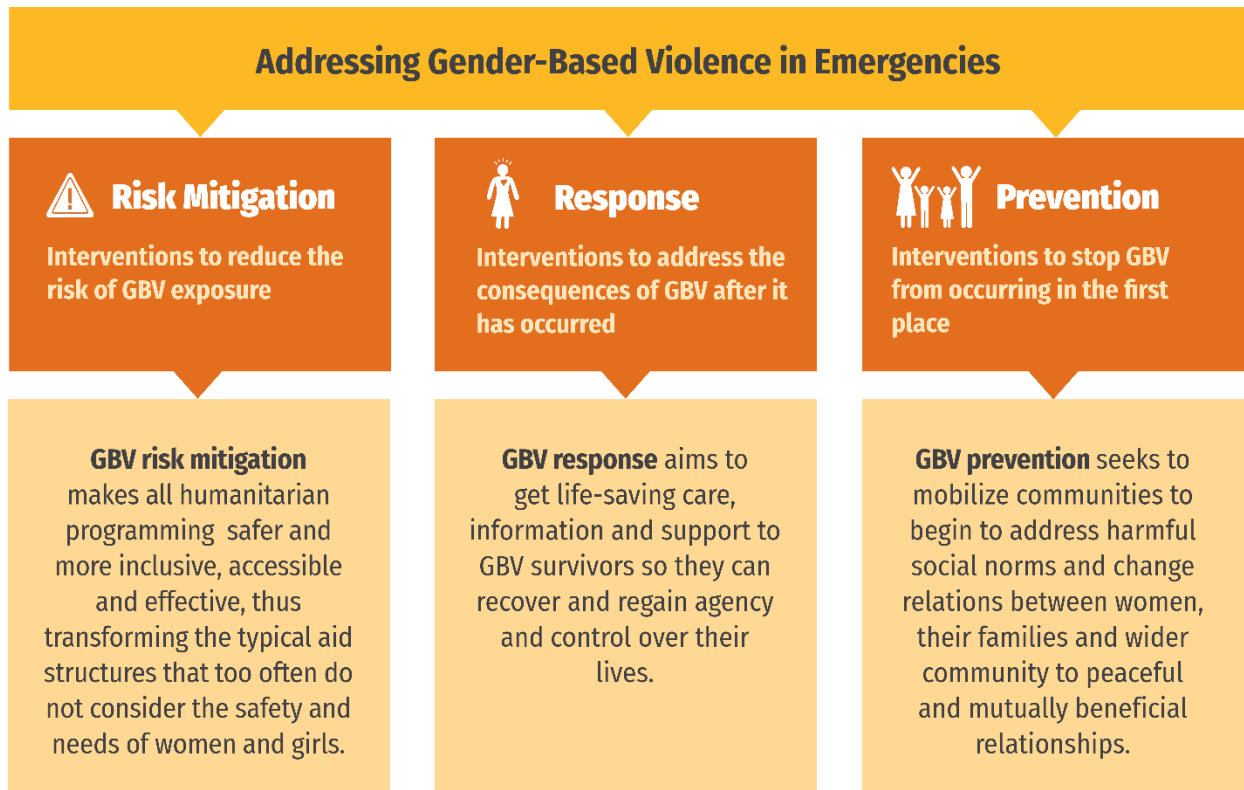 Addressing Gender-Based Violence in Emergencies
Risk Mitigation
Interventions to reduce the
risk of GBV exposure
GBV risk mitigation
makes all humanitarian
programming safer and
more inclusive, accessible
and effective, thus
transforming the typical aid
structures that too often do
not consider the safety and
needs of women and girls.
Response
Interventions to address the
consequences of GBV after it
has occurred
GBV response aims to
get life-saving care,
information and support to
GBV survivors so they can
recover and regain agency
and control over their
lives.
Prevention
Interventions to stop GBV
from occurring in the first
place
GBV prevention seeks to
mobilize communities to
begin to address harmful
social norms and change
relations between women,
their families and wider
community to peaceful
and mutually beneficial
relationships.